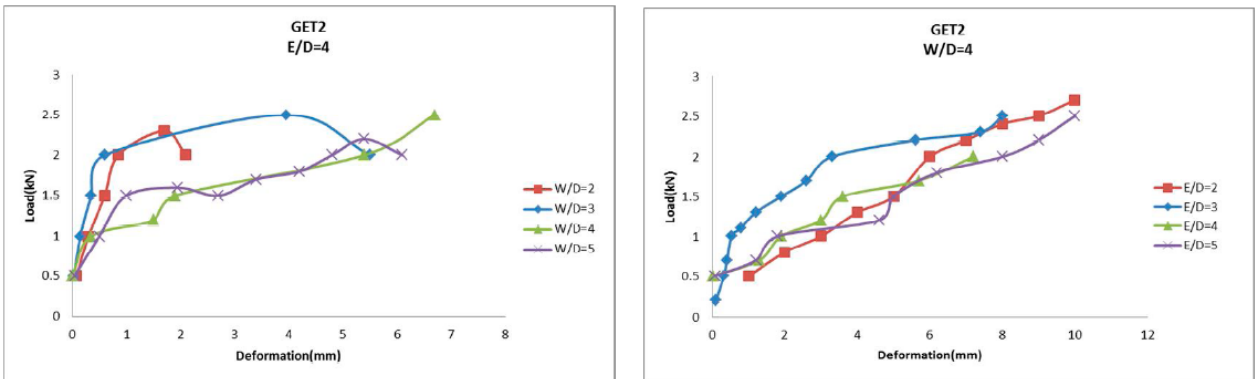 GET2
E/D=4
3
2.5
2
1.5
1
0.5
0
Load(kN)
0 1 2 3 4 5 6 7 8
Deformation(mm)
W/D=2
W/D=3
W/D=4
W/D=5
GET2
W/D=4
3
2.5
2
1.5
1
0.5
0
Load(kN)
0 2 4 6 8 10 12
Deformation(mm)
E/D=2
E/D=3
E/D=4
E/D=5